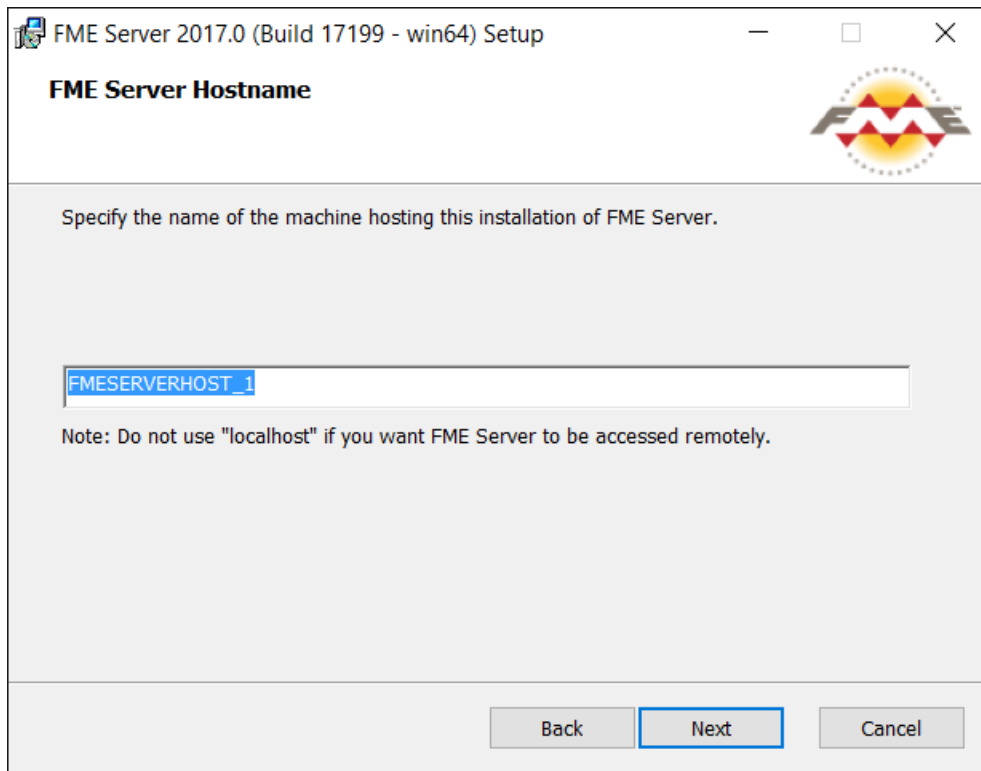 FME Server 2017.0 (Build 17199 - win64) Setup
FME Server Hostname
FME
Specify the name of the machine hosting this installation of FME Server.
FMESERVERHOST_1
Note: Do not use "localhost" if you want FME Server to be accessed remotely.
Back Next Cancel